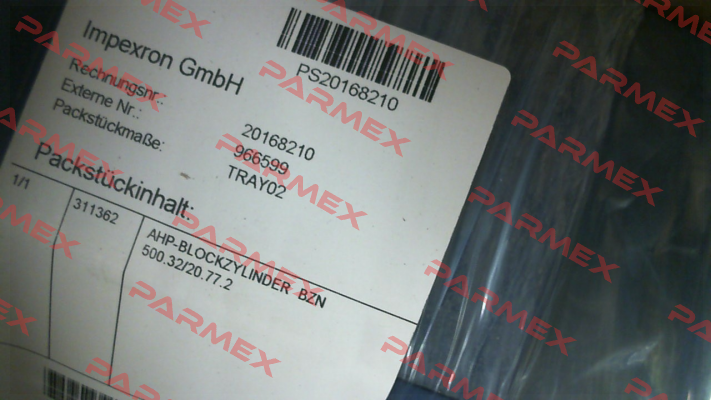 Impexron GmbH
PS20168210
Rechnungsnr.: 20168210
Externe Nr.: 966599
Packstückmaße: TRAY02
Packstückinhalt:
1/1 311362 AHP-BLOCKZYLINDER BZN
500.32/20.77.2
PARMEX